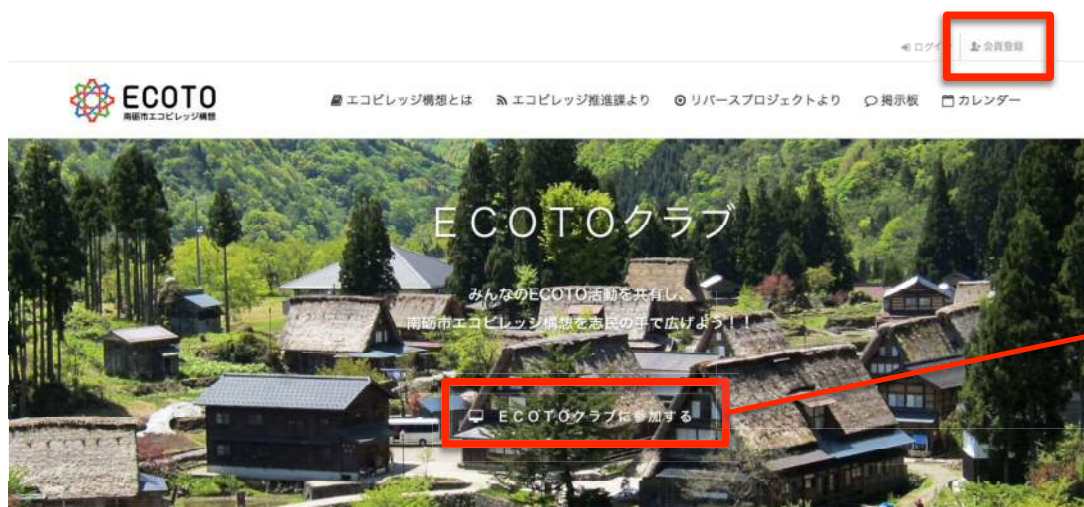 ログイン 会員登録
ECOTO
南砺市エコビレッジ構想
エコビレッジ構想とは エコビレッジ推進課より リバースプロジェクトより 掲示板 カレンダー
ECOTOクラブ
みんなのECOTO活動を共有し、
南砺市エコビレッジ構想を志民の手で広げよう！！
ECOTOクラブに参加する